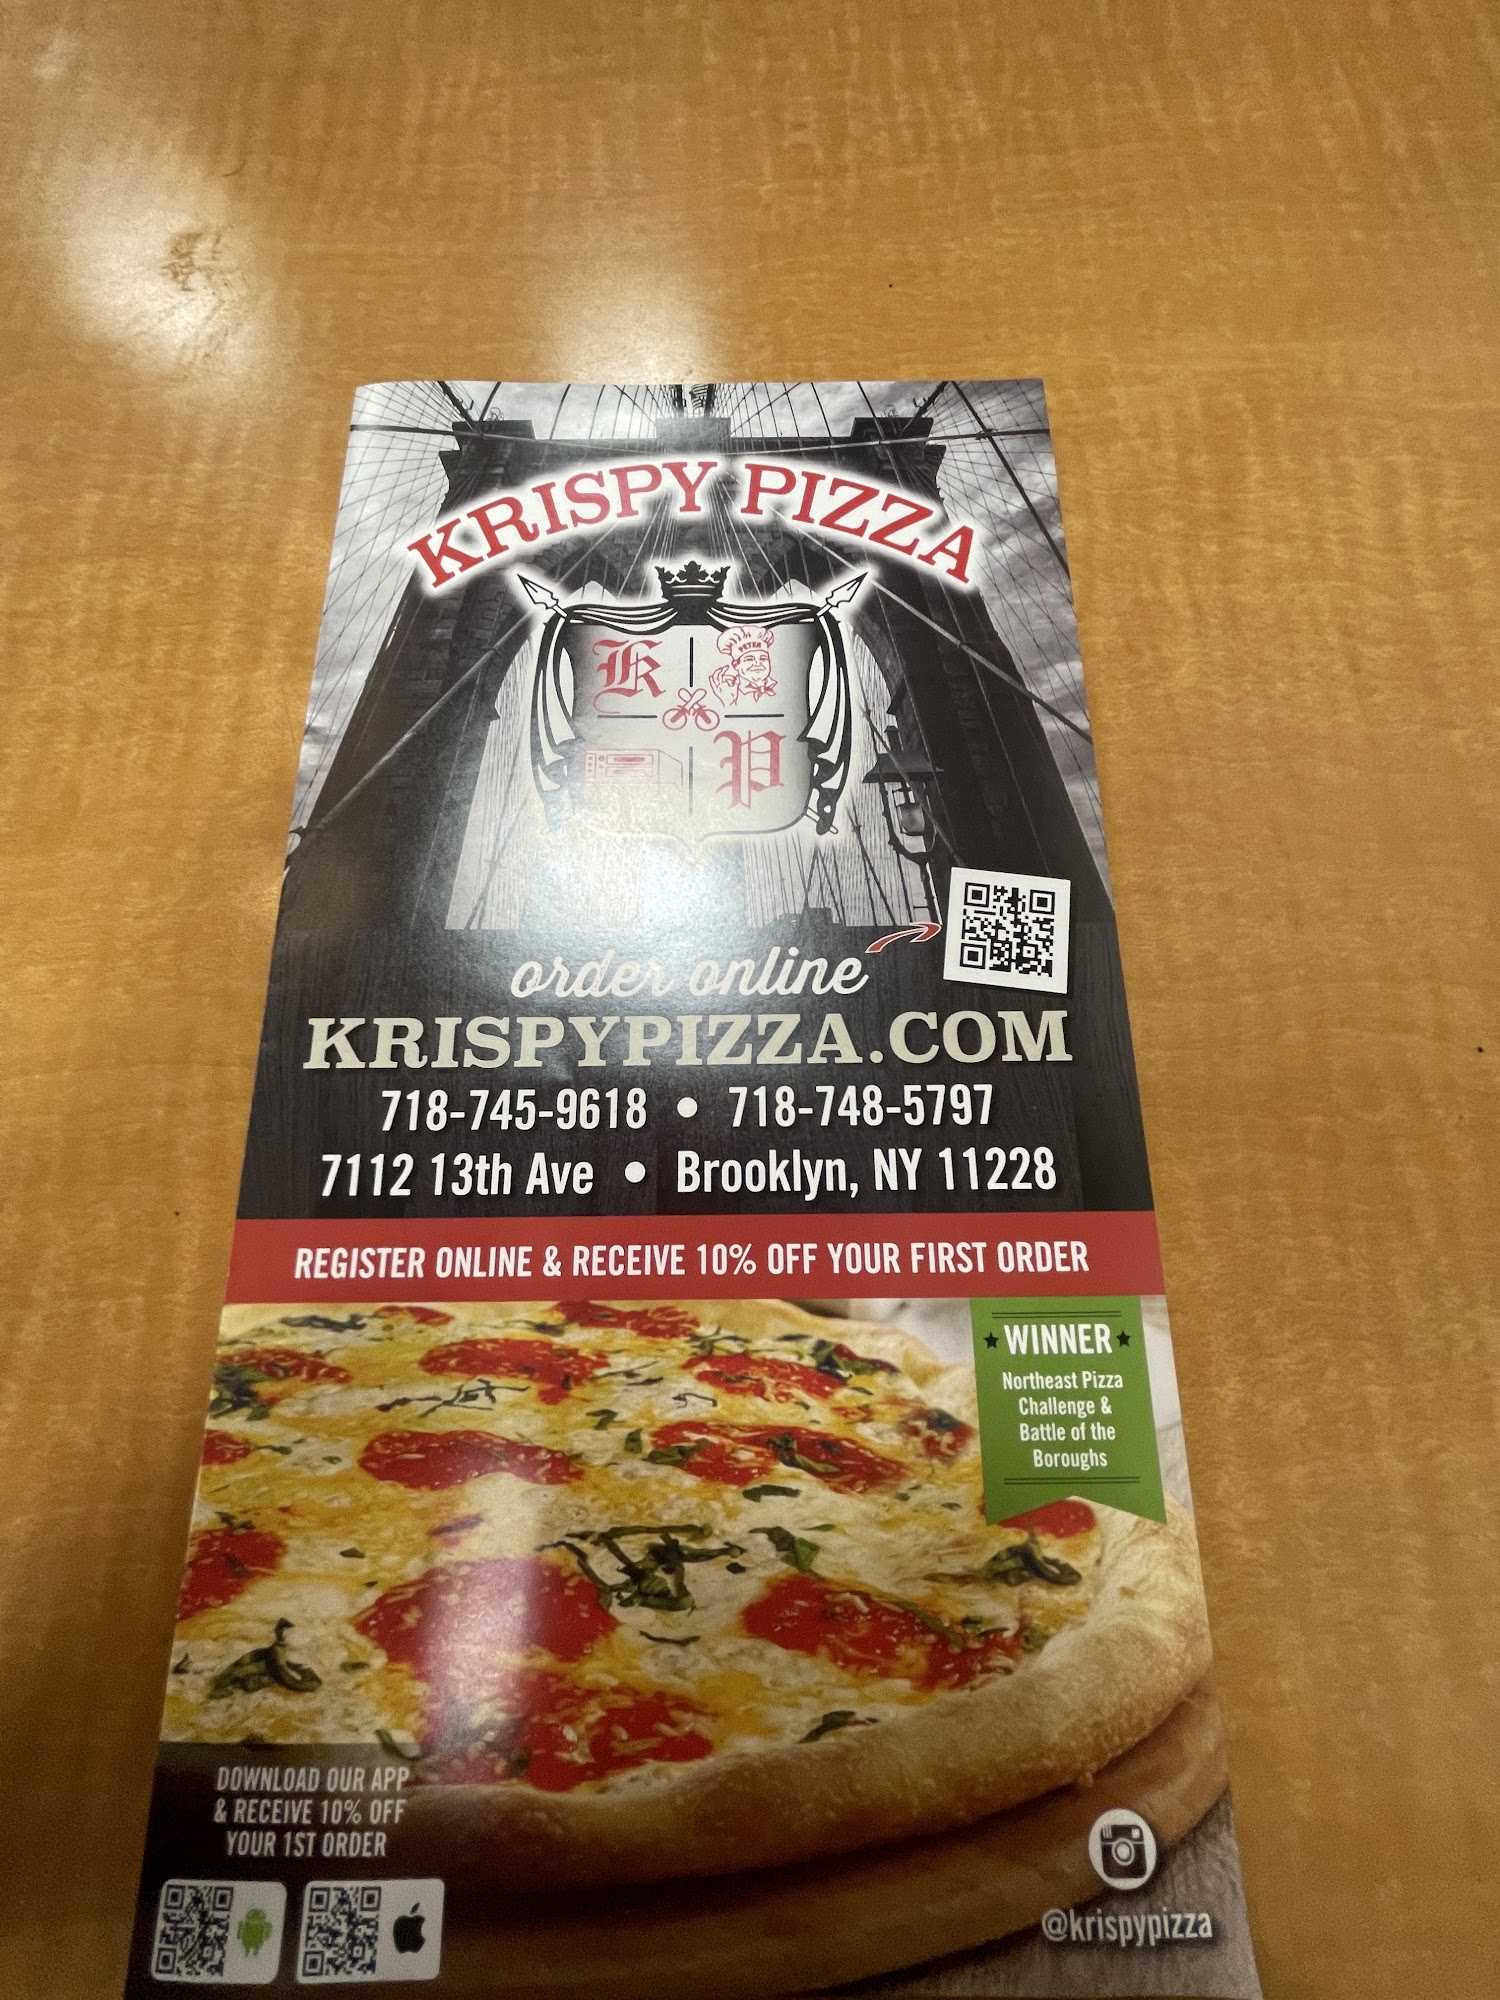 KRISPY PIZZA
K
PETER
P
order online
KRISPYPIZZA.COM
718-745-9618 • 718-748-5797
7112 13th Ave • Brooklyn, NY 11228
REGISTER ONLINE & RECEIVE 10% OFF YOUR FIRST ORDER
WINNER
Northeast Pizza
Challenge &
Battle of the
Boroughs
DOWNLOAD OUR APP
& RECEIVE 10% OFF
YOUR 1ST ORDER
@krispypizza